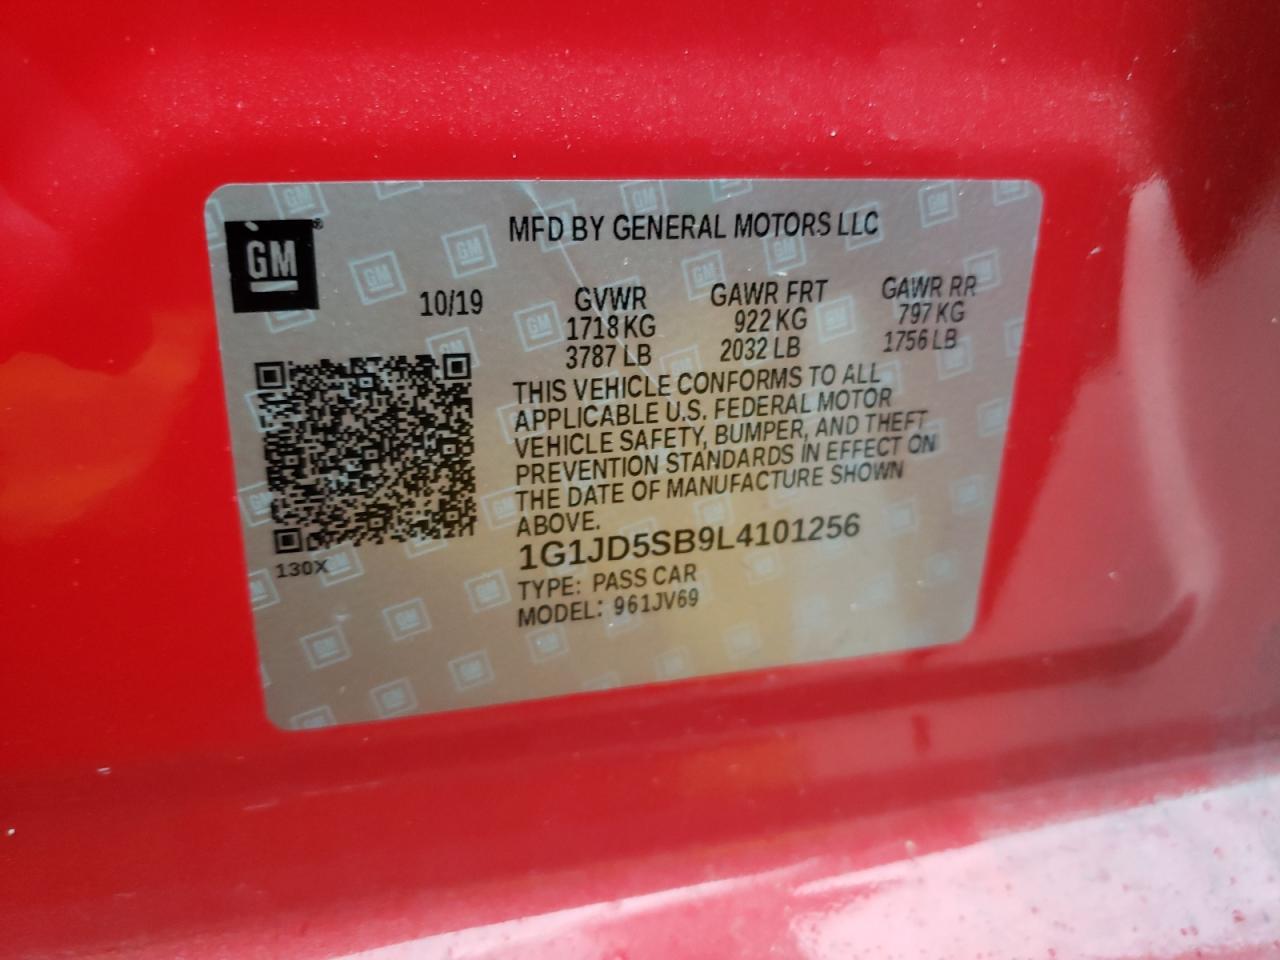 GM
MFD BY GENERAL MOTORS LLC
10/19
GVWR GAWR FRT GAWR RR
1718 KG 922 KG 797 KG
3787 LB 2032 LB 1756 LB
THIS VEHICLE CONFORMS TO ALL
APPLICABLE U.S. FEDERAL MOTOR
VEHICLE SAFETY, BUMPER, AND THEFT
PREVENTION STANDARDS IN EFFECT ON
THE DATE OF MANUFACTURE SHOWN
ABOVE.
1G1JD5SB9L4101256
130X
TYPE: PASS CAR
MODEL: 961JV69